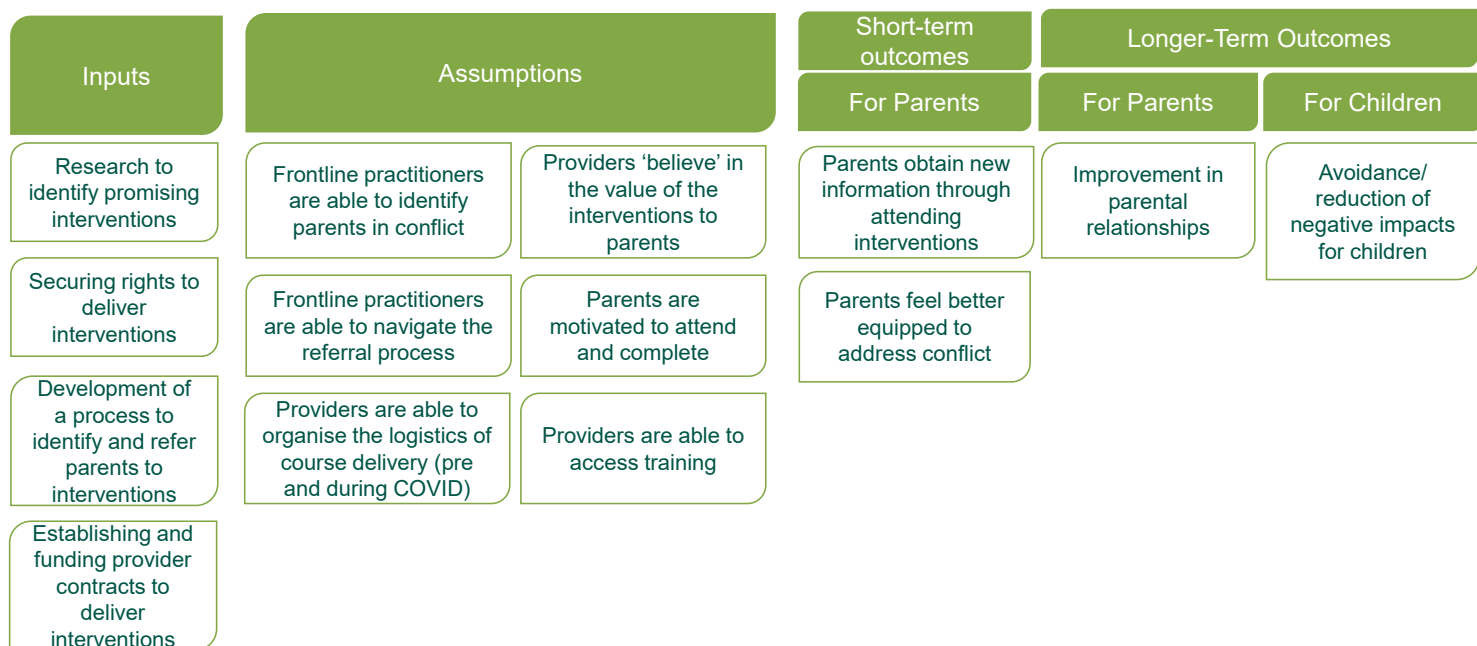 Inputs
Research to
identify promising
interventions
Securing rights to
deliver
interventions
Development of
a process to
identify and refer
parents to
interventions
Establishing and
funding provider
contracts to
deliver
interventions
Assumptions
Frontline practitioners
are able to identify
parents in conflict
Providers ‘believe’ in
the value of the
interventions to
parents
Frontline practitioners
are able to navigate the
referral process
Parents are
motivated to attend
and complete
Providers are able to
organise the logistics of
course delivery (pre
and during COVID)
Providers are able to
access training
Short-term
outcomes
For Parents
Parents obtain new
information through
attending
interventions
Parents feel better
equipped to
address conflict
Longer-Term Outcomes
For Parents
Improvement in
parental
relationships
For Children
Avoidance/
reduction of
negative impacts
for children